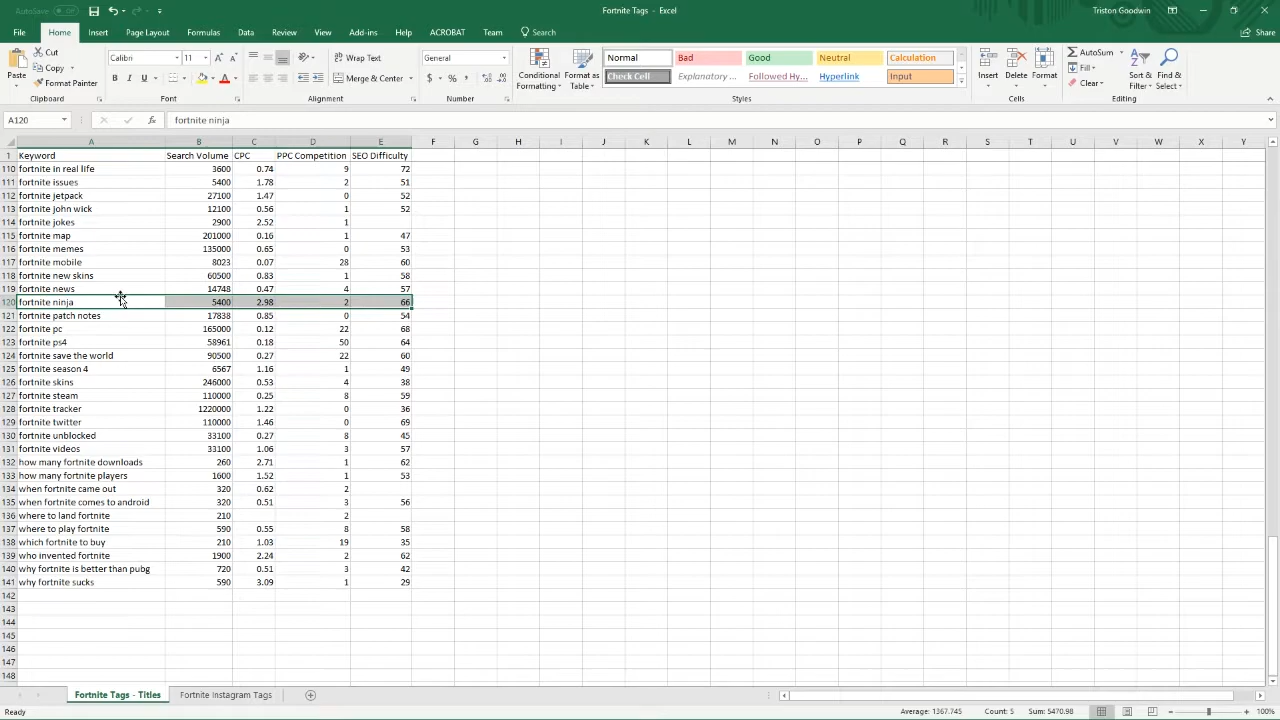 AutoSave Off
Fortnite Tags - Excel
Triston Goodwin
File Home Insert Page Layout Formulas Data Review View Add-ins Help ACROBAT Team Search Share
Paste
Cut
Copy
Format Painter
Calibri 11
B I U
Wrap Text
Merge & Center
General
$ % ,
Conditional Formatting
Format as Table
Normal Bad Good Neutral Calculation
Check Cell Explanatory ... Followed Hy... Hyperlink Input
Insert Delete Format
AutoSum
Fill
Clear
Sort & Filter
Find & Select
Clipboard Font Alignment Number Styles Cells Editing
A120 fx fortnite ninja
A B C D E F G H I J K L M N O P Q R S T U V W X Y
1 Keyword Search Volume CPC PPC Competition SEO Difficulty
110 fortnite in real life 3600 0.74 9 72
111 fortnite issues 5400 1.78 2 51
112 fortnite jetpack 27100 1.47 0 52
113 fortnite john wick 12100 0.56 1 52
114 fortnite jokes 2900 2.52 1
115 fortnite map 201000 0.16 1 47
116 fortnite memes 135000 0.65 0 53
117 fortnite mobile 8023 0.07 28 60
118 fortnite new skins 60500 0.83 1 58
119 fortnite news 14748 0.47 4 57
120 fortnite ninja 5400 2.98 2 66
121 fortnite patch notes 17838 0.85 0 54
122 fortnite pc 165000 0.12 22 68
123 fortnite ps4 58961 0.18 50 64
124 fortnite save the world 90500 0.27 22 60
125 fortnite season 4 6567 1.16 1 49
126 fortnite skins 246000 0.53 4 38
127 fortnite steam 110000 0.25 8 59
128 fortnite tracker 1220000 1.22 0 36
129 fortnite twitter 110000 1.46 0 69
130 fortnite unblocked 33100 0.27 8 45
131 fortnite videos 33100 1.06 3 57
132 how many fortnite downloads 260 2.71 1 62
133 how many fortnite players 1600 1.52 1 53
134 when fortnite came out 320 0.62 2
135 when fortnite comes to android 320 0.51 3 56
136 where to land fortnite 210 2
137 where to play fortnite 590 0.55 8 58
138 which fortnite to buy 210 1.03 19 35
139 who invented fortnite 1900 2.24 2 62
140 why fortnite is better than pubg 720 0.51 3 42
141 why fortnite sucks 590 3.09 1 29
142
143
144
145
146
147
148
Fortnite Tags - Titles Fortnite Instagram Tags
Ready Average: 1367.745 Count: 5 Sum: 5470.98 100%